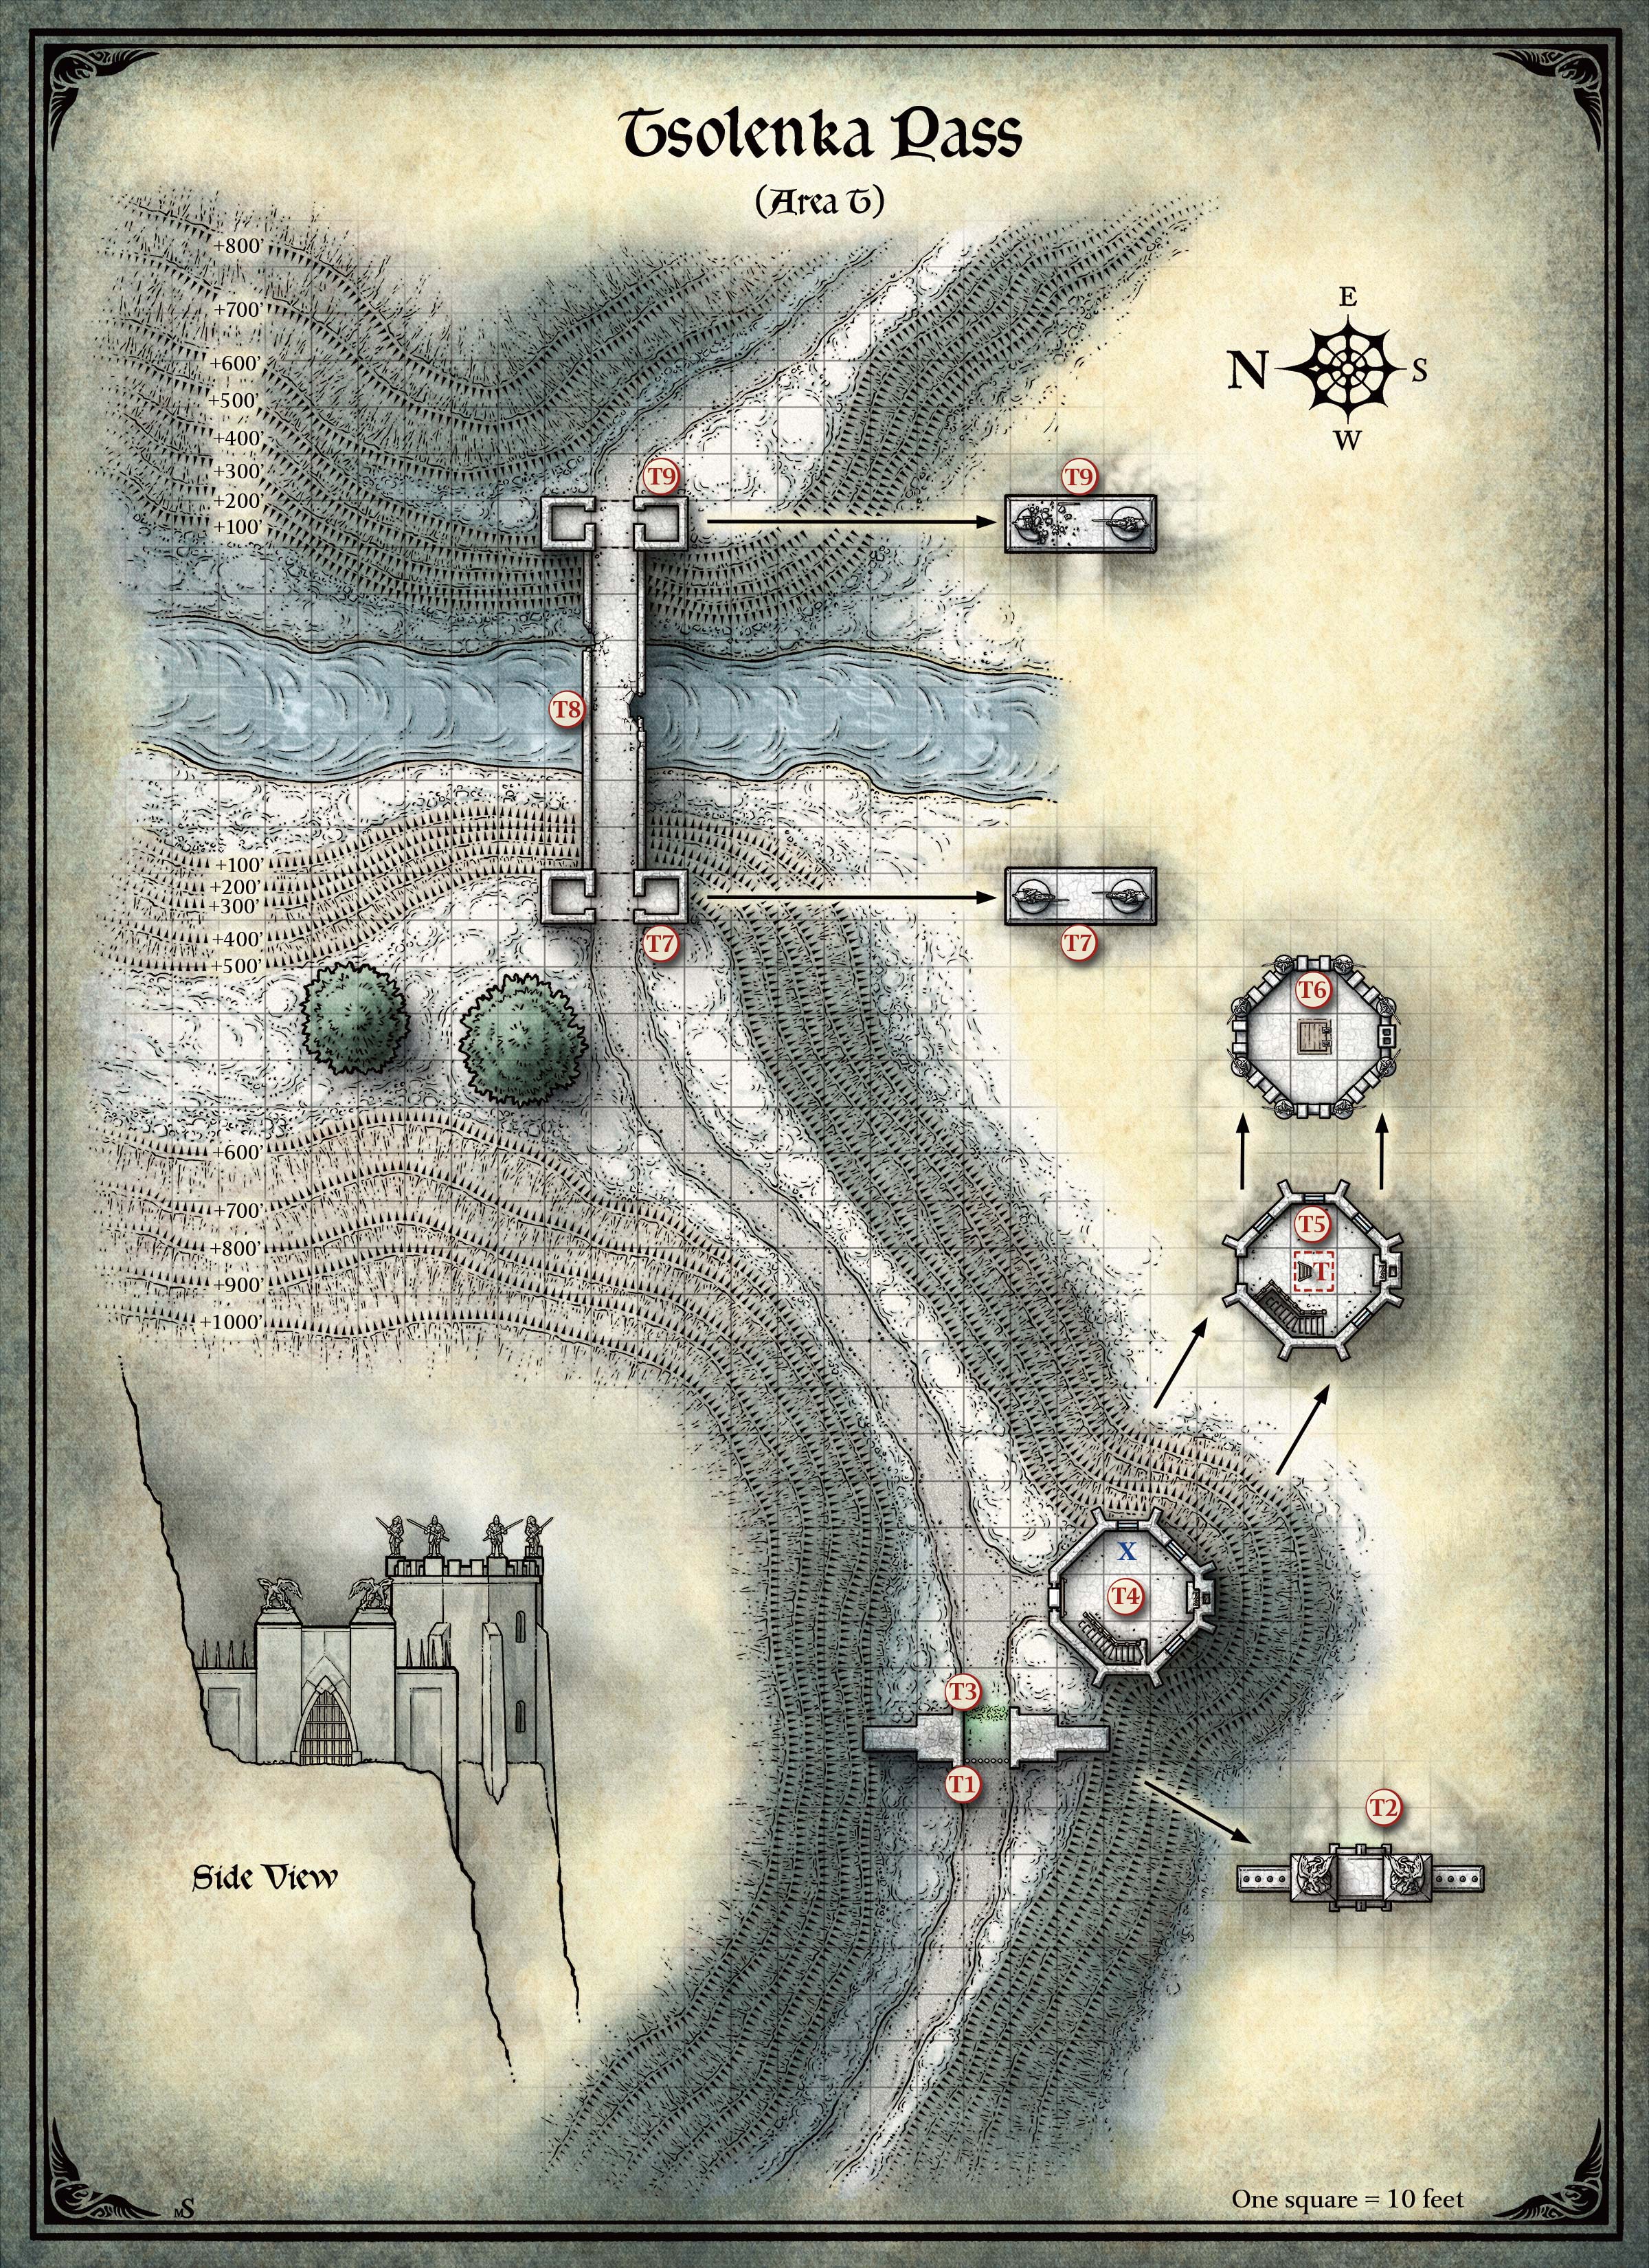 Tsolenka Pass
(Area T)
+800'
+700'
+600'
+500'
+400'
+300'
+200'
+100'
E
N
S
W
T9
T9
T8
+100'
+200'
+300'
+400'
+500'
T7
T7
T6
+600'
+700'
+800'
+900'
+1000'
T5
T
X
T4
T3
T1
T2
Side View
MS
One square = 10 feet